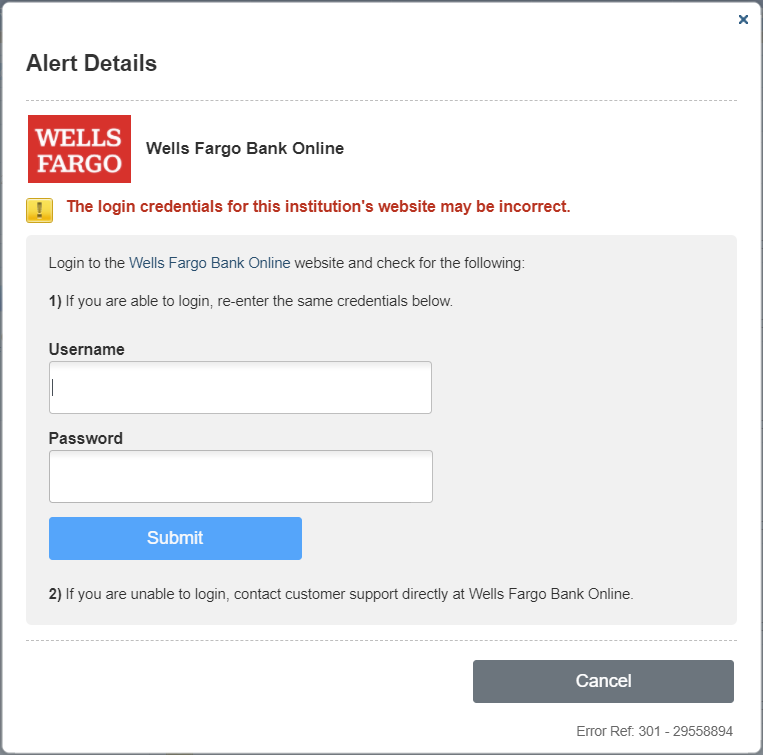 Alert Details
WELLS
FARGO
Wells Fargo Bank Online
The login credentials for this institution's website may be incorrect.
Login to the Wells Fargo Bank Online website and check for the following:
1) If you are able to login, re-enter the same credentials below.
Username
Password
Submit
2) If you are unable to login, contact customer support directly at Wells Fargo Bank Online.
Cancel
Error Ref: 301 - 29558894